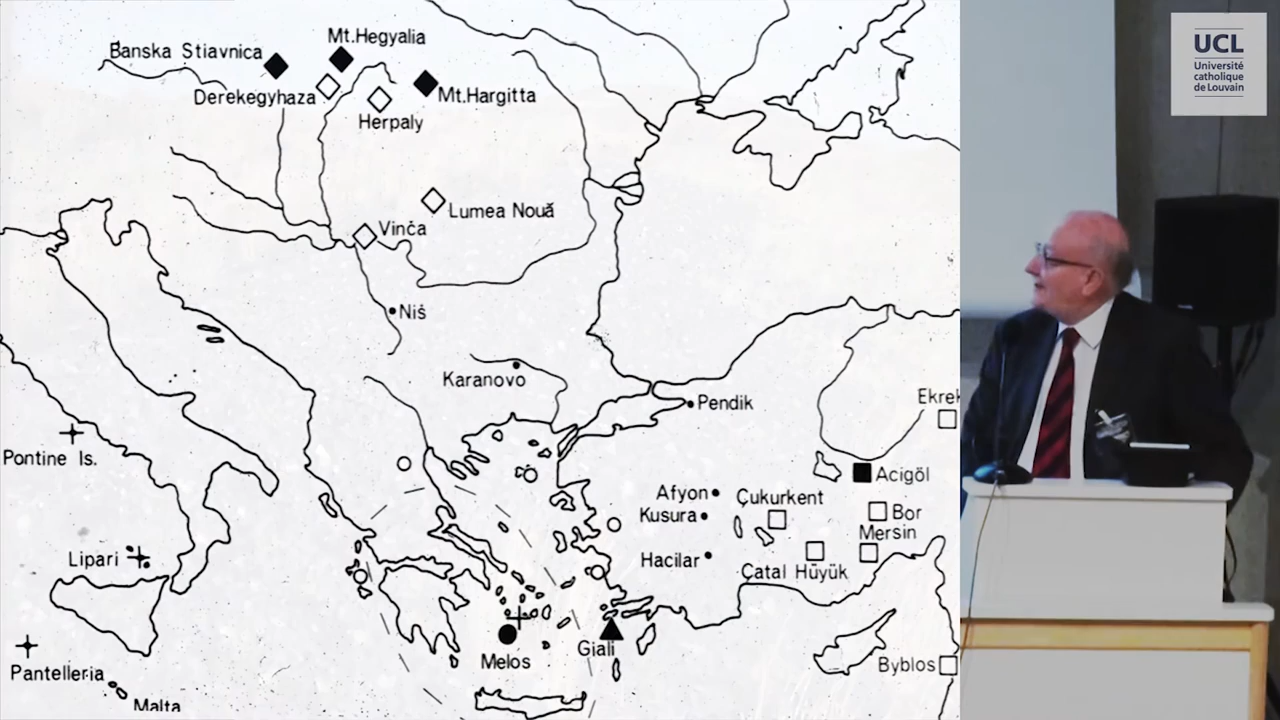 Banska Stiavnica
Mt.Hegyalia
Derekegyhaza
Mt.Hargitta
Herpaly
Lumea Nouă
Vinča
Niš
Karanovo
Pendik
Ekrek
Pontine Is.
Acigöl
Afyon
Çukurkent
Kusura
Bor
Mersin
Lipari
Hacilar
Çatal Hüyük
Giali
Melos
Byblos
Pantelleria
Malta
UCL
Université
catholique
de Louvain